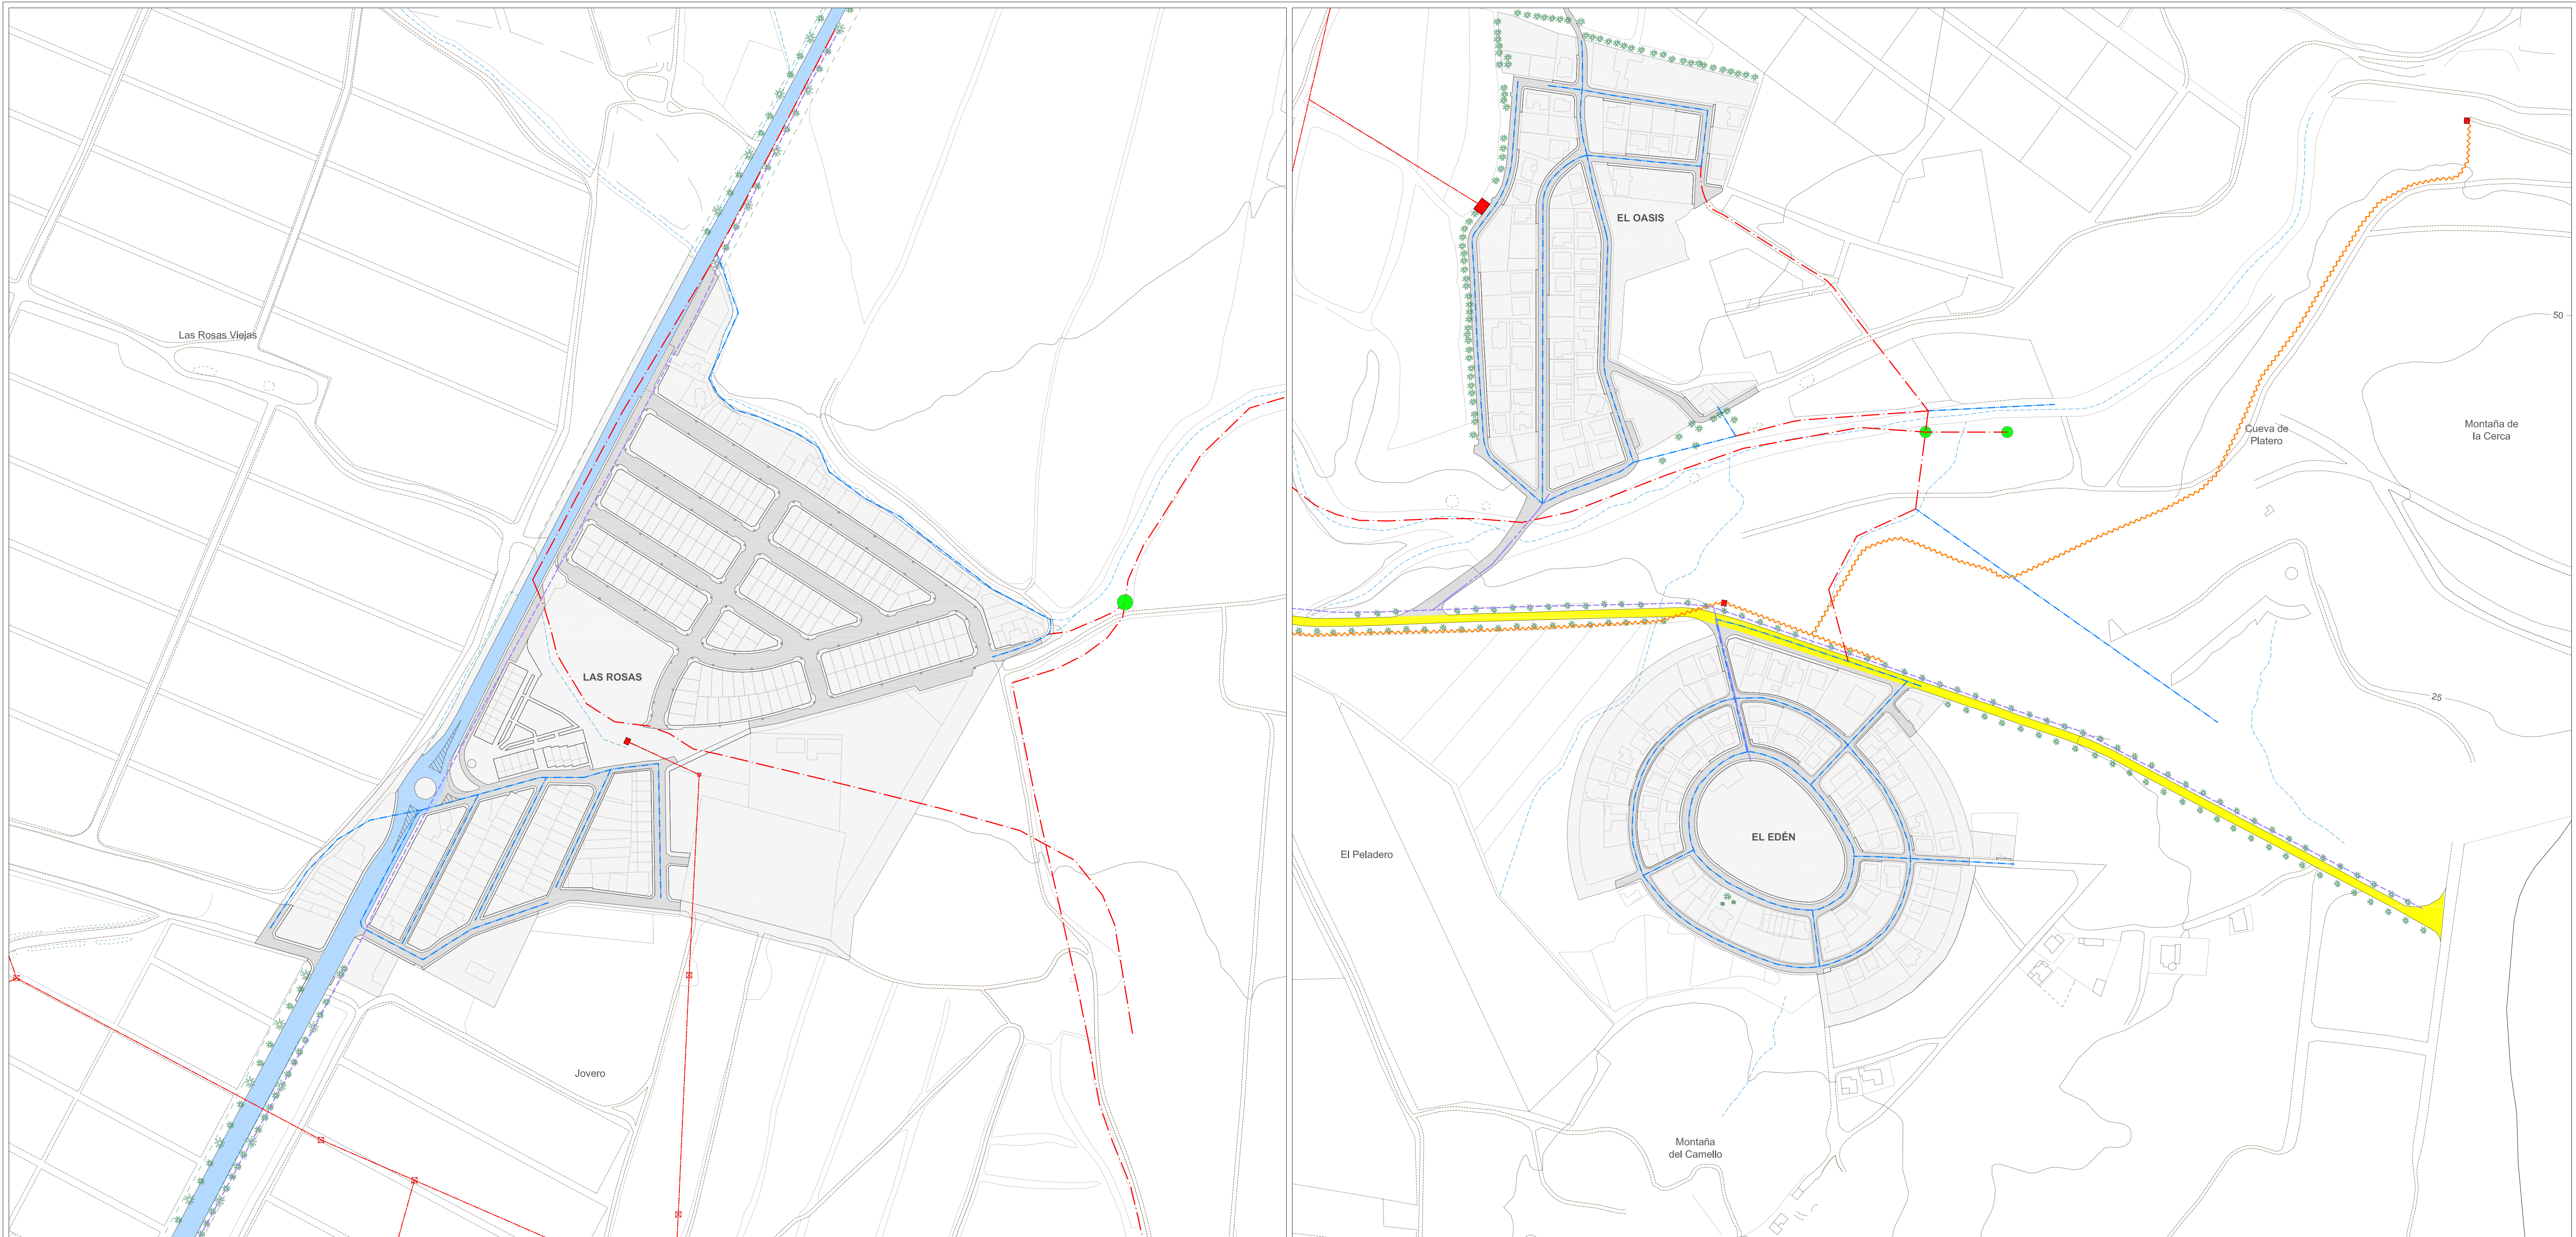 Las Rosas Viejas
LAS ROSAS
Jovero
EL OASIS
50
Cueva de
Platero
Montaña de
la Cerca
25
EL EDÉN
El Peladero
Montaña
del Camello